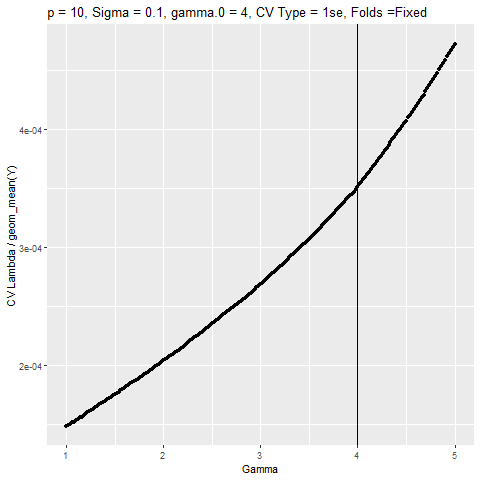 p = 10, Sigma = 0.1, gamma.0 = 4, CV Type = 1se, Folds =Fixed
CV Lambda / geom_mean(Y)
4e-04
3e-04
2e-04
1 2 3 4 5
Gamma